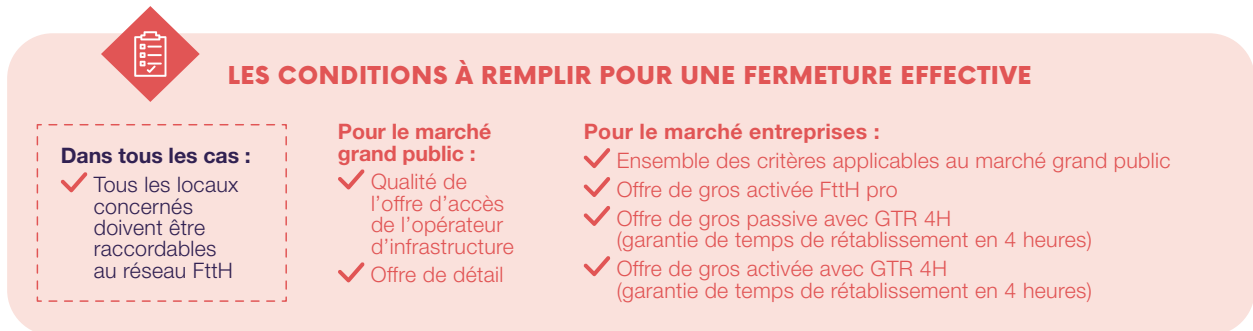 LES CONDITIONS À REMPLIR POUR UNE FERMETURE EFFECTIVE
Dans tous les cas :
Tous les locaux
concernés
doivent être
raccordables
au réseau FttH
Pour le marché
grand public :
Qualité de
l'offre d'accès
de l'opérateur
d'infrastructure
Offre de détail
Pour le marché entreprises :
Ensemble des critères applicables au marché grand public
Offre de gros activée FttH pro
Offre de gros passive avec GTR 4H
(garantie de temps de rétablissement en 4 heures)
Offre de gros activée avec GTR 4H
(garantie de temps de rétablissement en 4 heures)